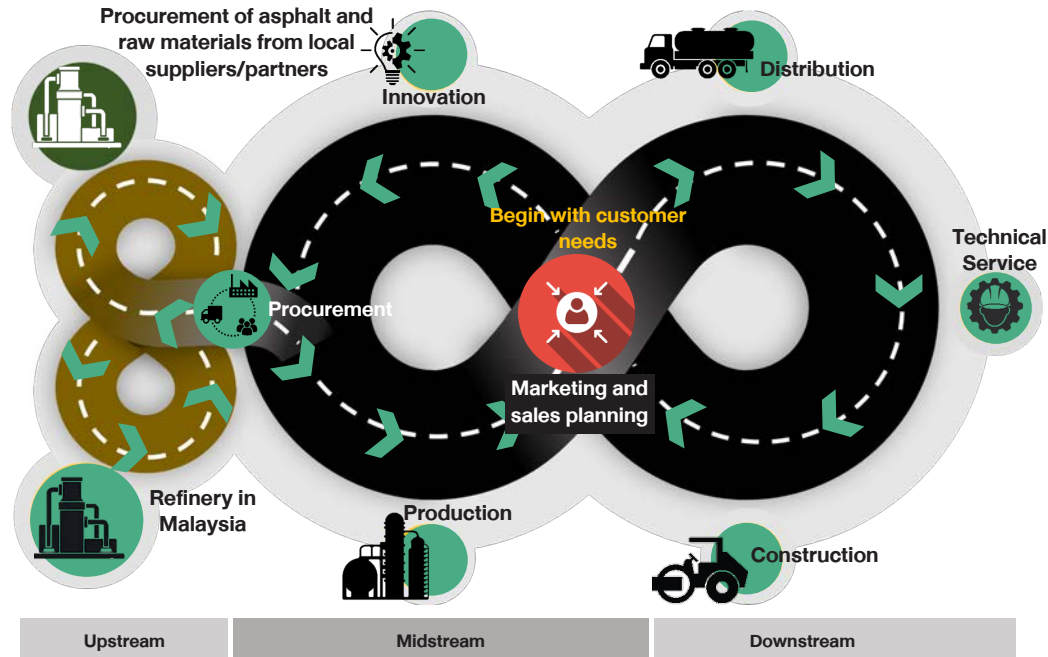 Procurement of asphalt and
raw materials from local
suppliers/partners
Innovation
Distribution
Begin with customer
needs
Technical
Service
Procurement
Marketing and
sales planning
Refinery in
Malaysia
Production
Construction
Upstream
Midstream
Downstream